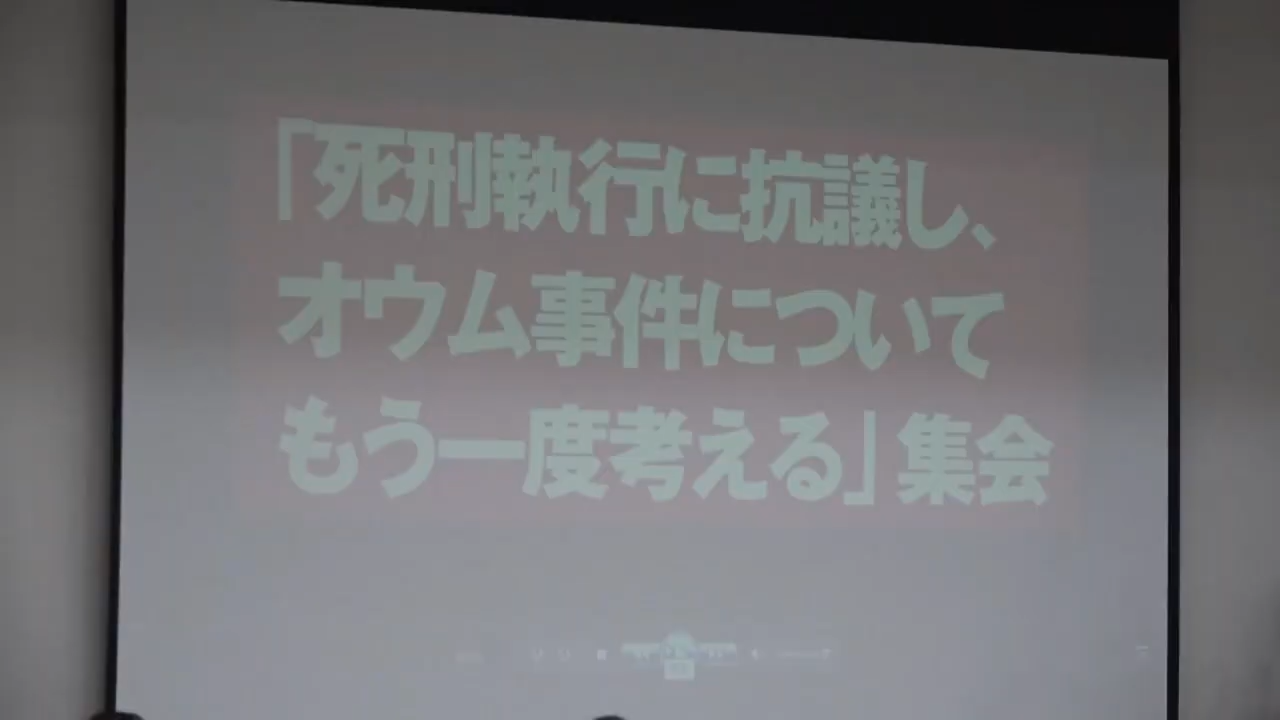 「死刑執行に抗議し、
オウム事件について
もう一度考える」集会